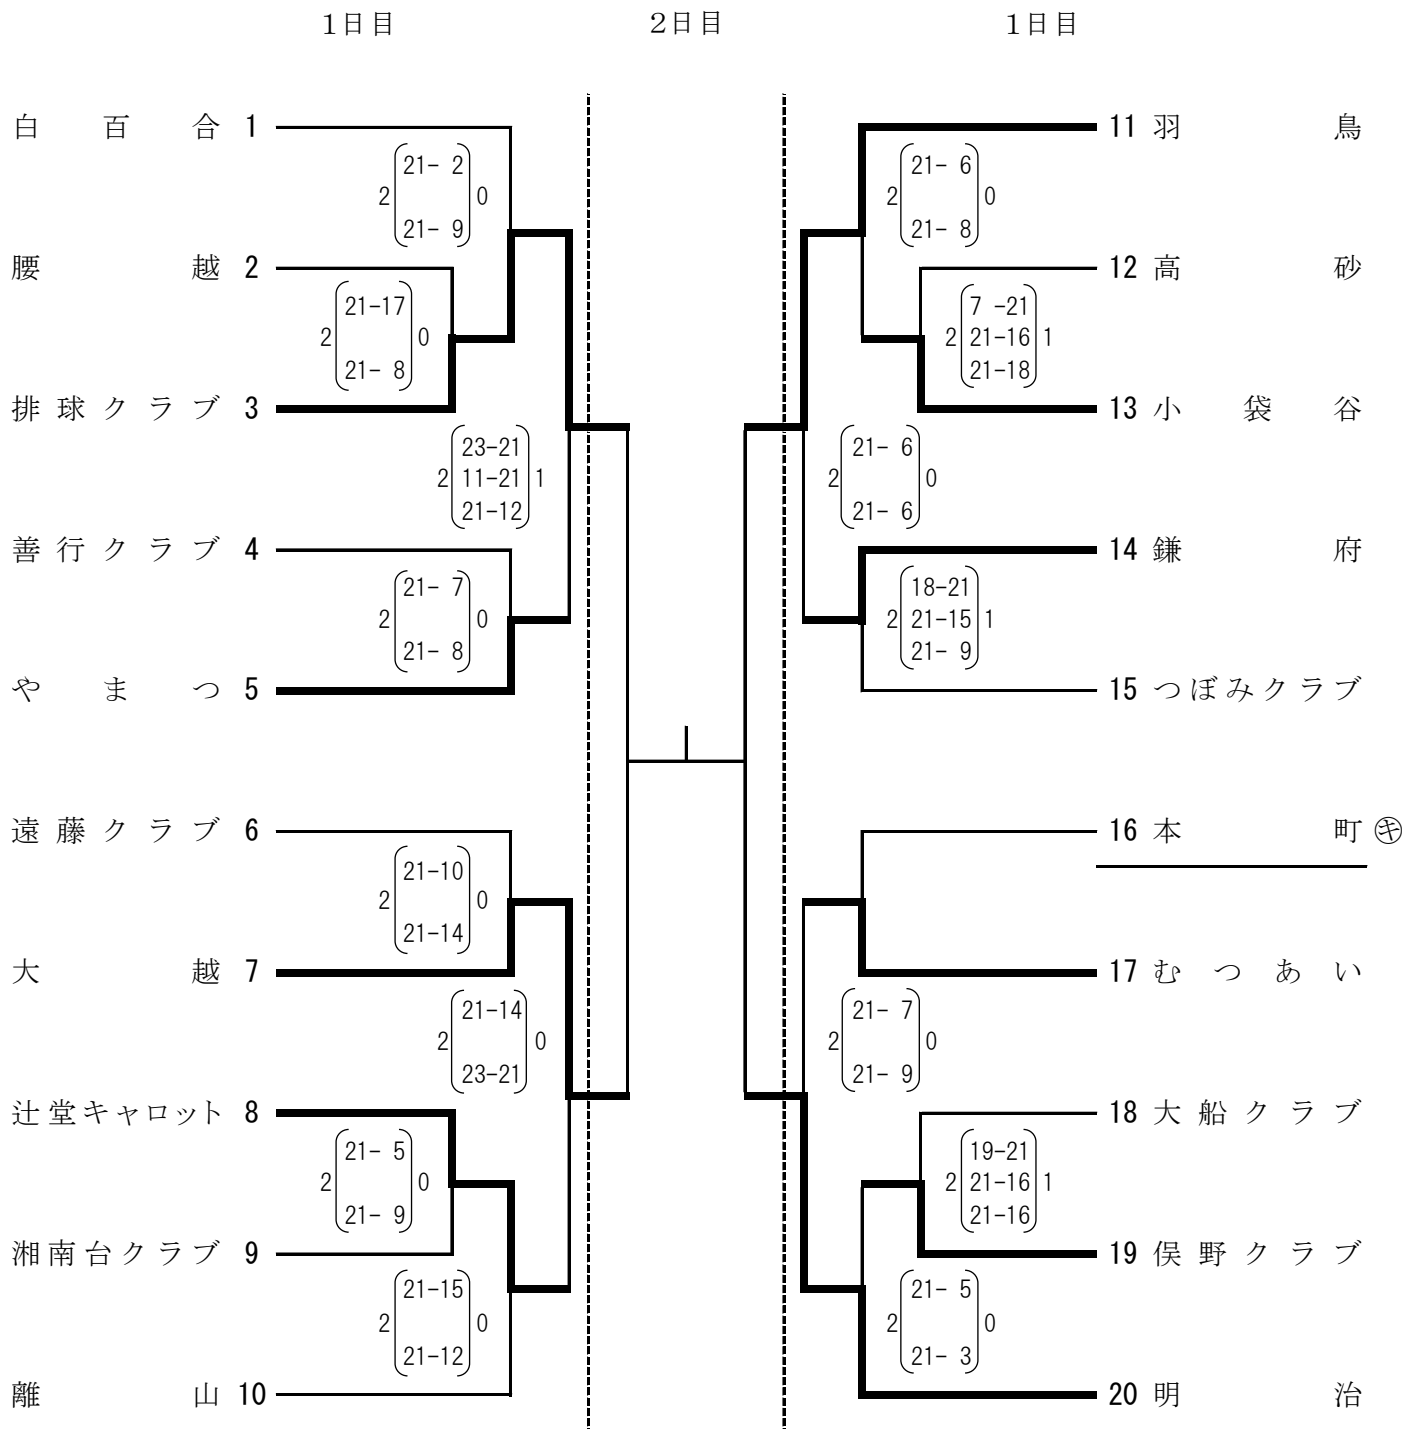 1日目 2日目 1日目
白百合 1
11 羽鳥
2 21- 2 0
21- 9
2 21- 6 0
21- 8
腰越 2
12 高砂
2 21-17 0
21- 8
2 7 -21 1
21-16
21-18
排球クラブ 3
13 小袋谷
2 23-21 1
11-21
21-12
2 21- 6 0
21- 6
善行クラブ 4
14 鎌府
2 21- 7 0
21- 8
2 18-21 1
21-15
21- 9
やまつ 5
15 つぼみクラブ
遠藤クラブ 6
16 本町 ㋖
2 21-10 0
21-14
大越 7
17 むつあい
2 21-14 0
23-21
2 21- 7 0
21- 9
辻堂キャロット 8
18 大船クラブ
2 21- 5 0
21- 9
2 19-21 1
21-16
21-16
湘南台クラブ 9
19 俣野クラブ
2 21-15 0
21-12
2 21- 5 0
21- 3
離山 10
20 明治